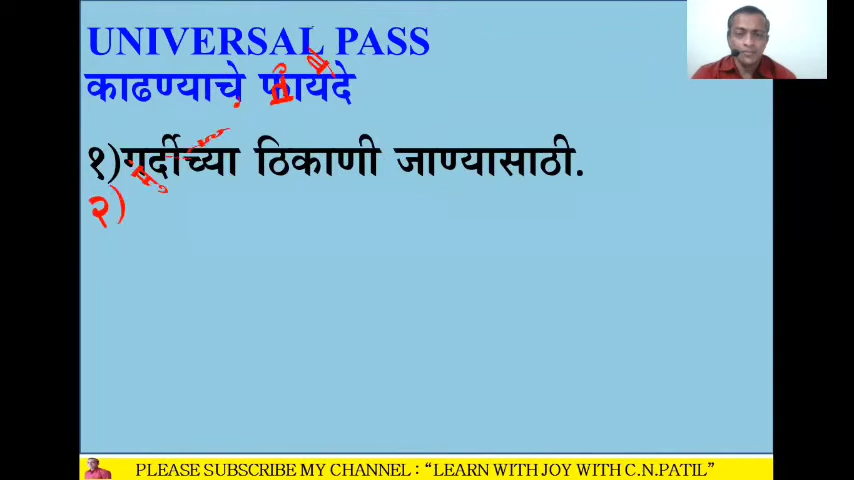 UNIVERSAL PASS
काढण्याचे फायदे
१)गर्दीच्या ठिकाणी जाण्यासाठी.
२)
PLEASE SUBSCRIBE MY CHANNEL : “LEARN WITH JOY WITH C.N.PATIL”